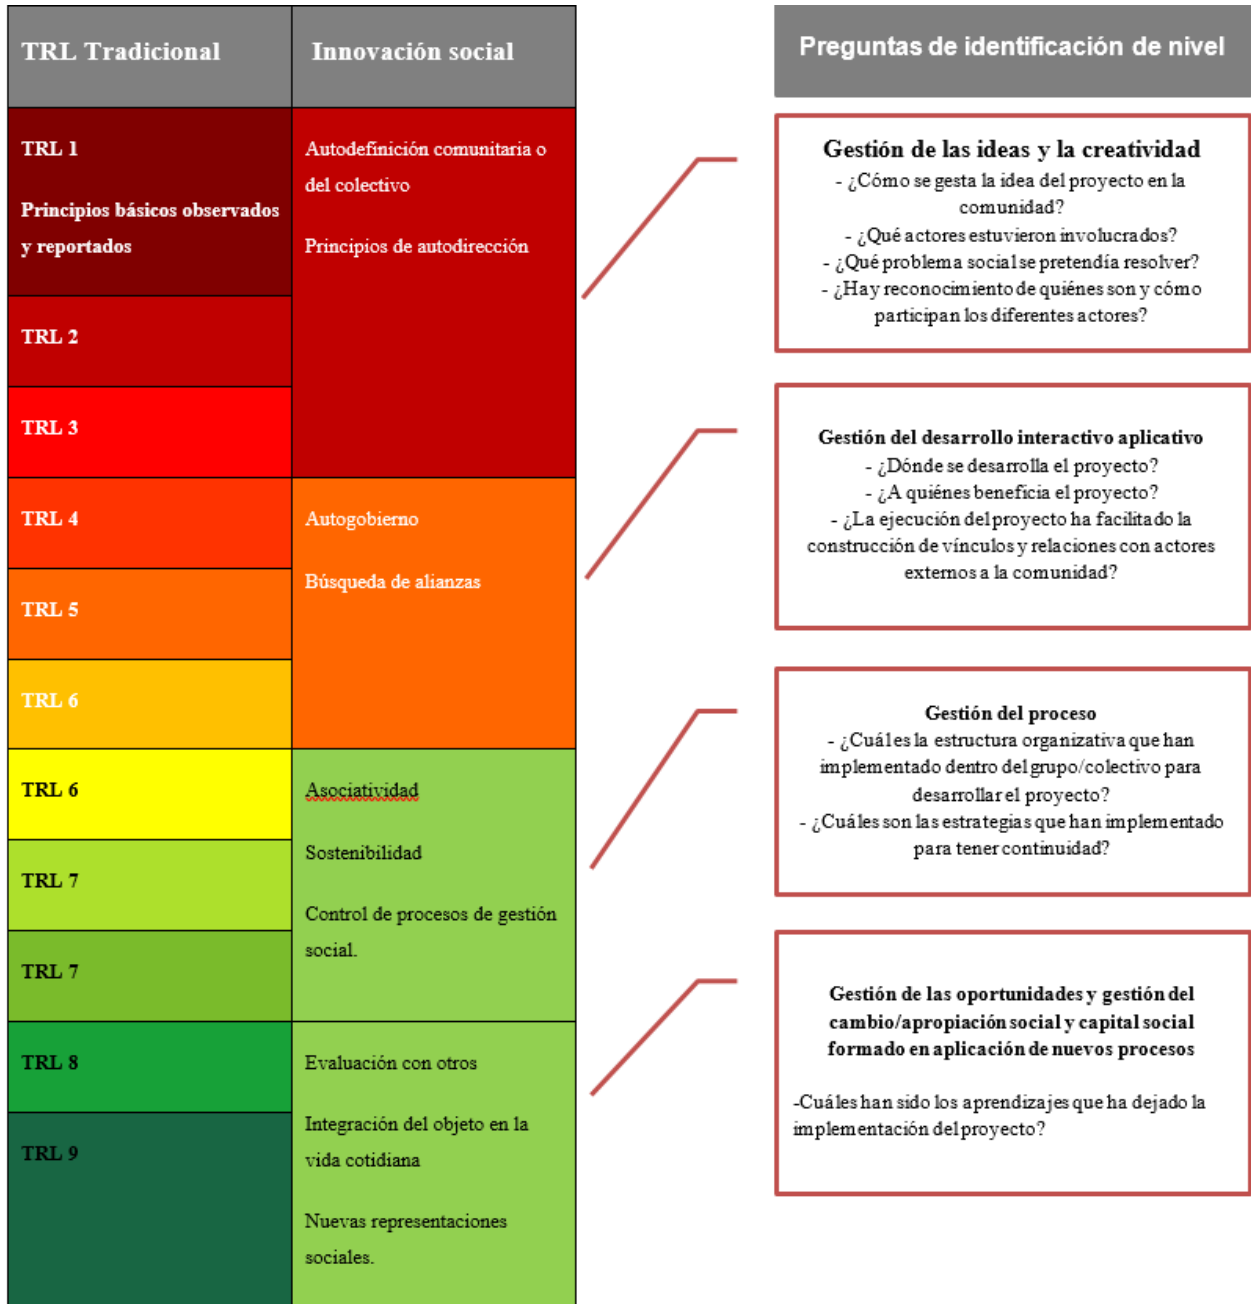 TRL Tradicional
Innovación social
TRL 1
Principios básicos observados
y reportados
Autodefinición comunitaria o
del colectivo
Principios de autodirección
TRL 2
TRL 3
TRL 4
Autogobierno
Búsqueda de alianzas
TRL 5
TRL 6
TRL 6
Asociatividad
Sostenibilidad
Control de procesos de gestión
social.
TRL 7
TRL 7
TRL 8
Evaluación con otros
Integración del objeto en la
vida cotidiana
Nuevas representaciones
sociales.
TRL 9
Preguntas de identificación de nivel
Gestión de las ideas y la creatividad
- ¿Cómo se gesta la idea del proyecto en la
comunidad?
- ¿Qué actores estuvieron involucrados?
- ¿Qué problema social se pretendía resolver?
- ¿Hay reconocimiento de quiénes son y cómo
participan los diferentes actores?
Gestión del desarrollo interactivo aplicativo
- ¿Dónde se desarrolla el proyecto?
- ¿A quiénes beneficia el proyecto?
- ¿La ejecución del proyecto ha facilitado la
construcción de vínculos y relaciones con actores
externos a la comunidad?
Gestión del proceso
- ¿Cuál es la estructura organizativa que han
implementado dentro del grupo/colectivo para
desarrollar el proyecto?
- ¿Cuáles son las estrategias que han implementado
para tener continuidad?
Gestión de las oportunidades y gestión del
cambio/apropiación social y capital social
formado en aplicación de nuevos procesos
-Cuáles han sido los aprendizajes que ha dejado la
implementación del proyecto?